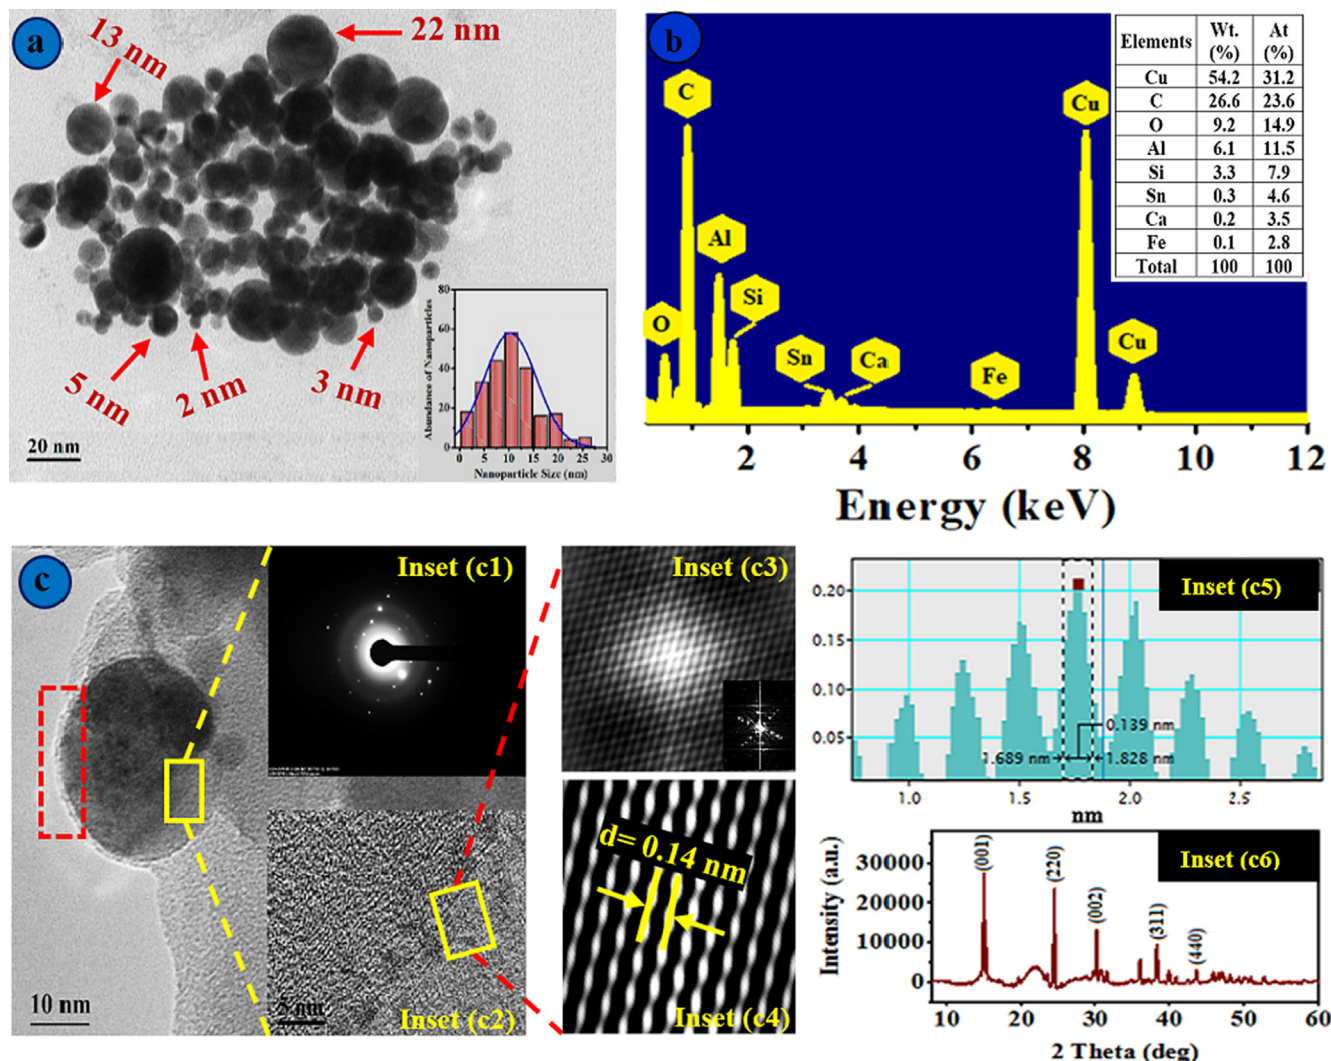 a
13 nm
22 nm
5 nm
2 nm
3 nm
20 nm
Abundance of Nanoparticles
80
60
40
20
0
0 5 10 15 20 25 30
Nanoparticle Size (nm)
b
C
Cu
Al
Si
O
Sn
Ca
Fe
Cu
Elements Wt. (%) At (%)
Cu 54.2 31.2
C 26.6 23.6
O 9.2 14.9
Al 6.1 11.5
Si 3.3 7.9
Sn 0.3 4.6
Ca 0.2 3.5
Fe 0.1 2.8
Total 100 100
2 4 6 8 10 12
Energy (keV)
c
10 nm
Inset (c1)
5 nm
Inset (c2)
Inset (c3)
d= 0.14 nm
Inset (c4)
Inset (c5)
0.20
0.15
0.10
0.05
0.139 nm
1.689 nm
1.828 nm
1.0 1.5 2.0 2.5
nm
Inset (c6)
Intensity (a.u.)
30000
20000
10000
0
(001)
(220)
(002)
(311)
(440)
10 20 30 40 50 60
2 Theta (deg)